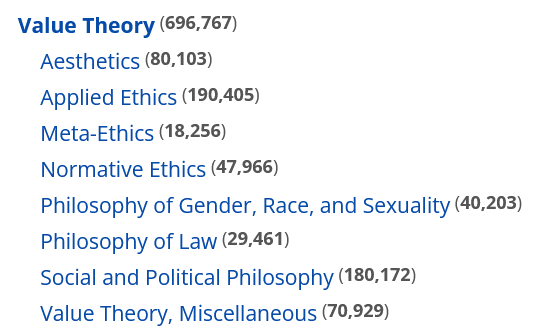 Value Theory (696,767)
Aesthetics (80,103)
Applied Ethics (190,405)
Meta-Ethics (18,256)
Normative Ethics (47,966)
Philosophy of Gender, Race, and Sexuality (40,203)
Philosophy of Law (29,461)
Social and Political Philosophy (180,172)
Value Theory, Miscellaneous (70,929)